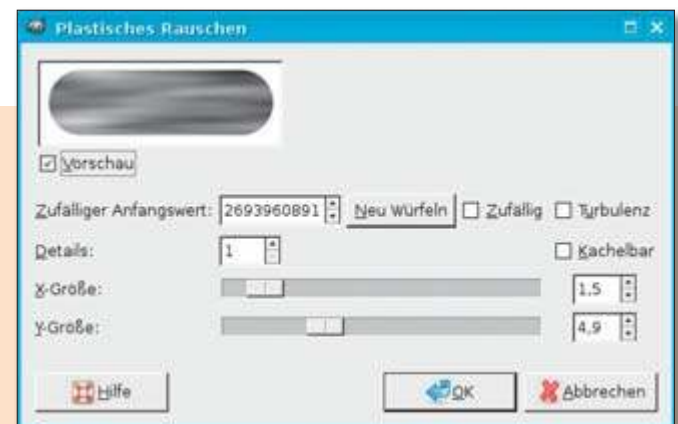 Plastisches Rauschen
Vorschau
Zufälliger Anfangswert: 2693960891 Neu Würfeln Zufällig Turbulenz
Details: 1 Kachelbar
X-Größe: 1,5
Y-Größe: 4,9
Hilfe OK Abbrechen